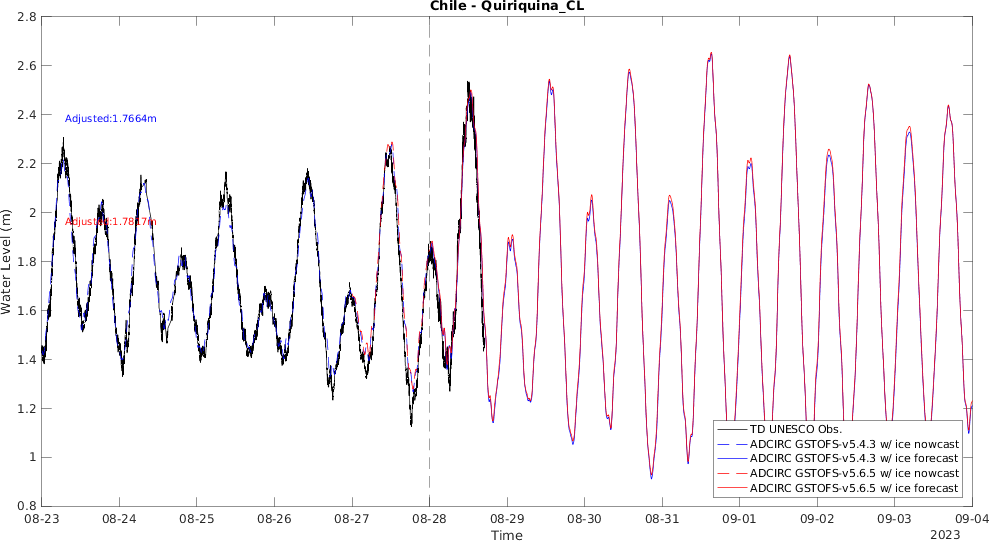 Chile - Quiriquina_CL
2.8
2.6
2.4
2.2
2
1.8
1.6
1.4
1.2
1
0.8
Water Level (m)
Adjusted:1.7664m
Adjusted:1.7817m
TD UNESCO Obs.
ADCIRC GSTOFS-v5.4.3 w/ ice nowcast
ADCIRC GSTOFS-v5.4.3 w/ ice forecast
ADCIRC GSTOFS-v5.6.5 w/ ice nowcast
ADCIRC GSTOFS-v5.6.5 w/ ice forecast
08-23 08-24 08-25 08-26 08-27 08-28 08-29 08-30 08-31 09-01 09-02 09-03 09-04
Time
2023